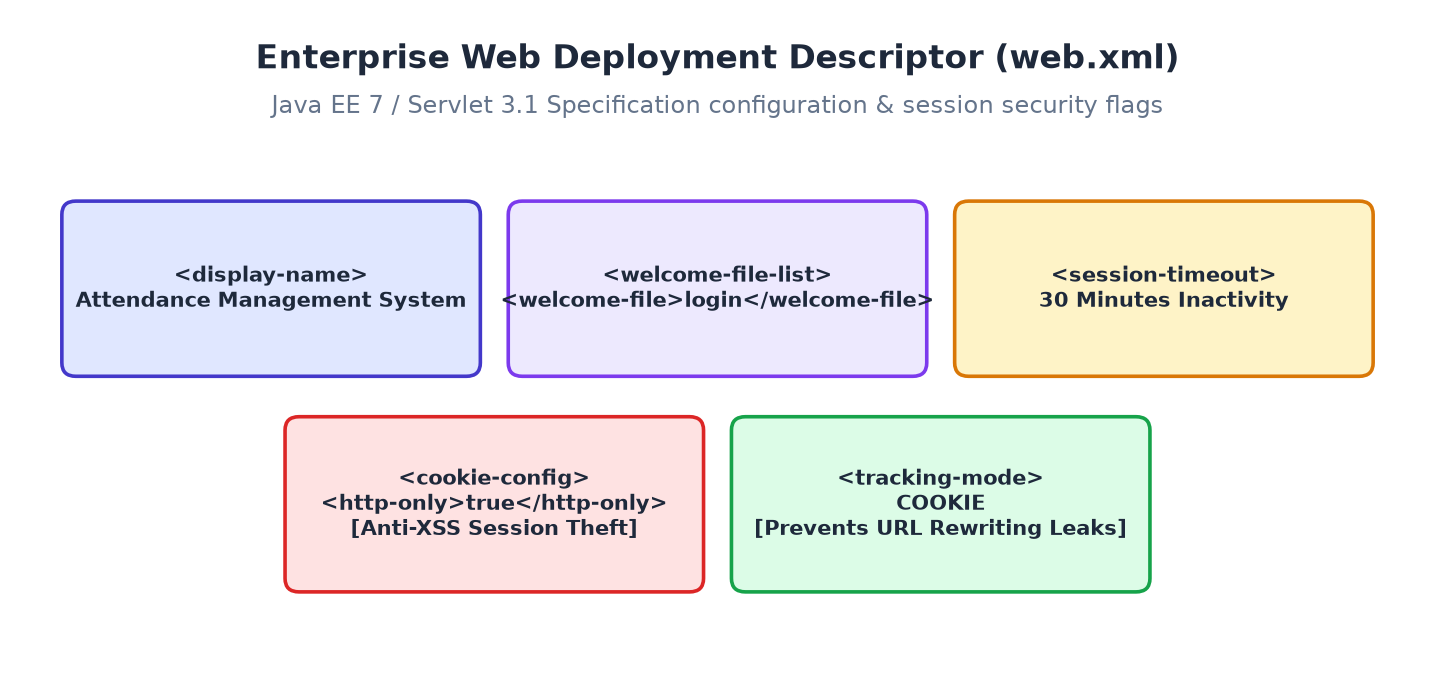 Enterprise Web Deployment Descriptor (web.xml)
Java EE 7 / Servlet 3.1 Specification configuration & session security flags
<display-name>
Attendance Management System
<welcome-file-list>
<welcome-file>login</welcome-file>
<session-timeout>
30 Minutes Inactivity
<cookie-config>
<http-only>true</http-only>
[Anti-XSS Session Theft]
<tracking-mode>
COOKIE
[Prevents URL Rewriting Leaks]